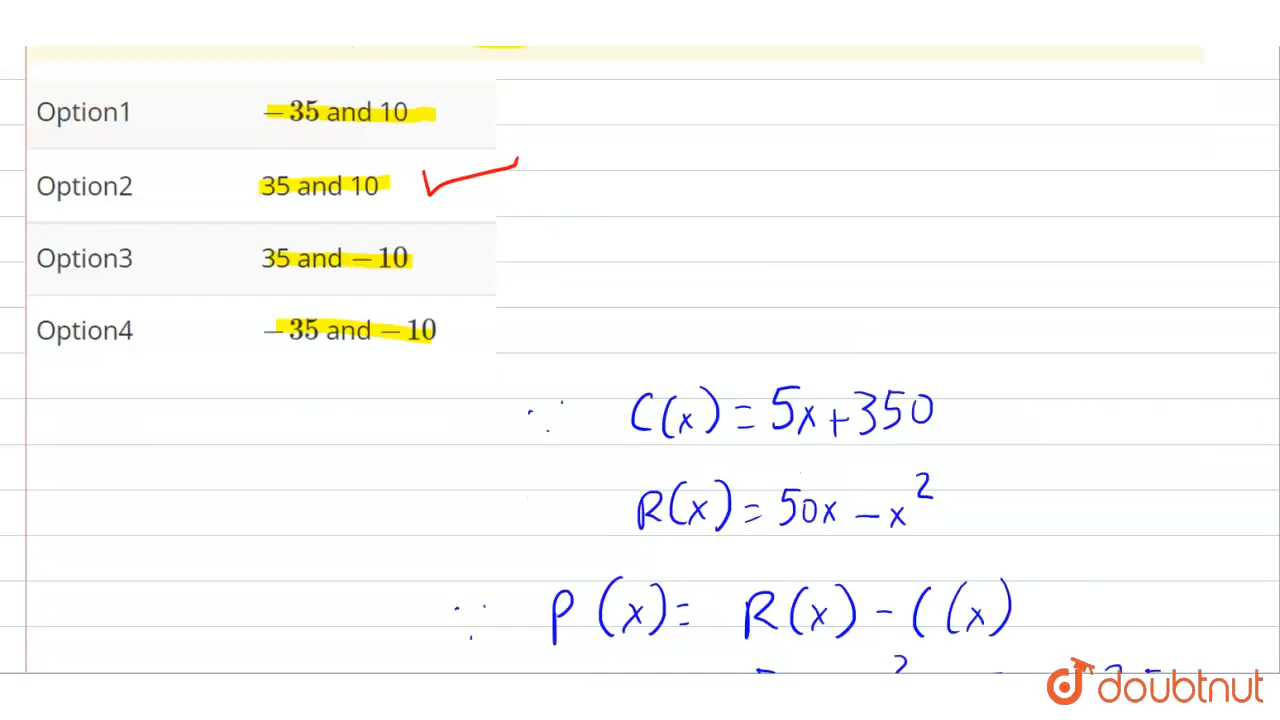 Option1 −35 and 10
Option2 35 and 10
Option3 35 and −10
Option4 −35 and −10
∵ C(x) = 5x + 350
R(x) = 50x − x²
∵ P(x) = R(x) − C(x)
doubtnut